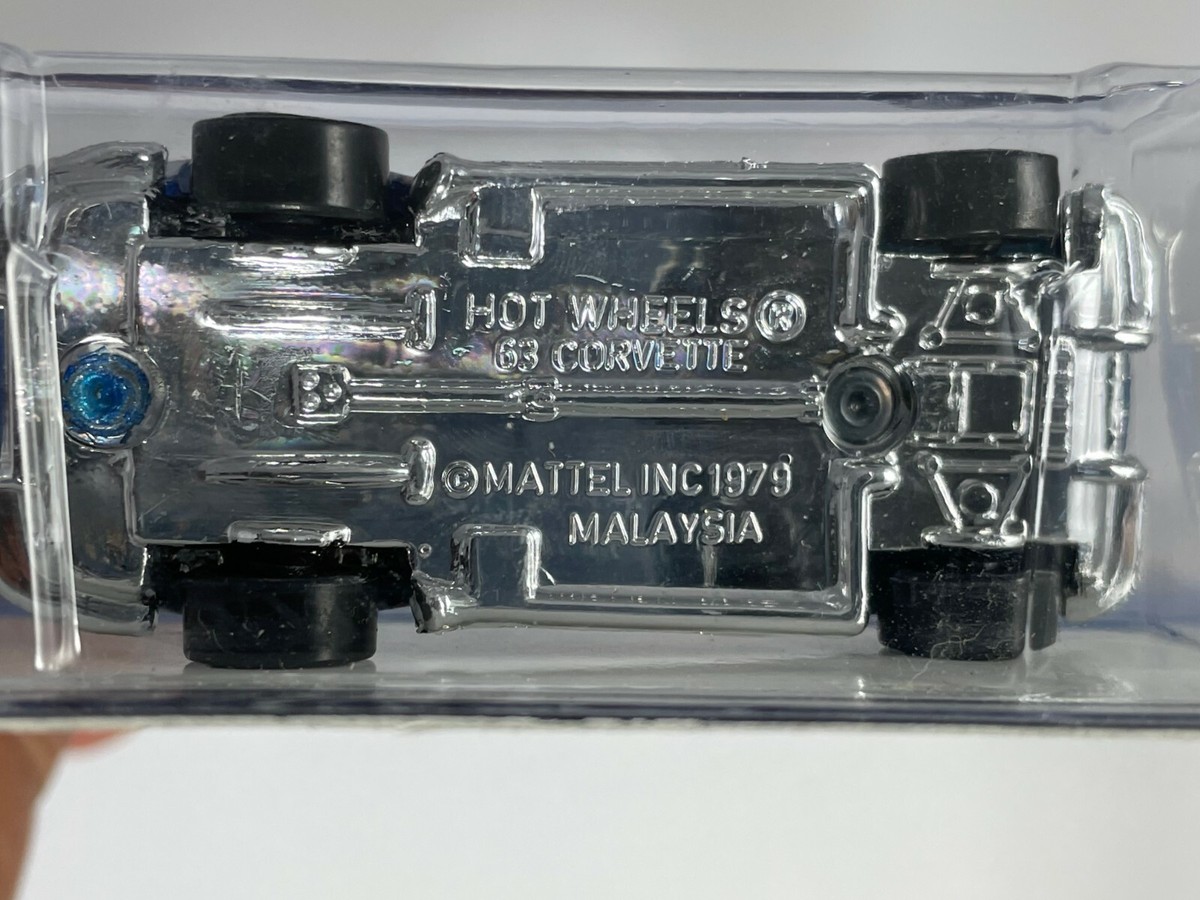 HOT WHEELS®
63 CORVETTE
©MATTEL INC 1979
MALAYSIA